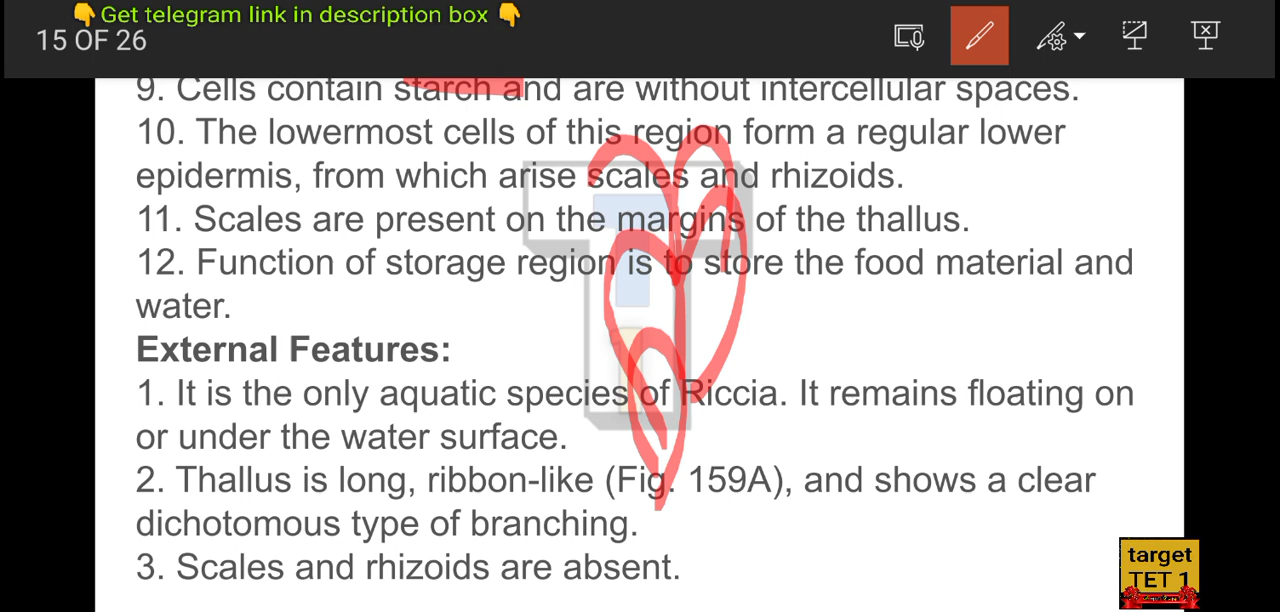 👇Get telegram link in description box 👇
15 OF 26
9. Cells contain starch and are without intercellular spaces.
10. The lowermost cells of this region form a regular lower
epidermis, from which arise scales and rhizoids.
11. Scales are present on the margins of the thallus.
12. Function of storage region is to store the food material and
water.
External Features:
1. It is the only aquatic species of Riccia. It remains floating on
or under the water surface.
2. Thallus is long, ribbon-like (Fig. 159A), and shows a clear
dichotomous type of branching.
3. Scales and rhizoids are absent.
target
TET 1